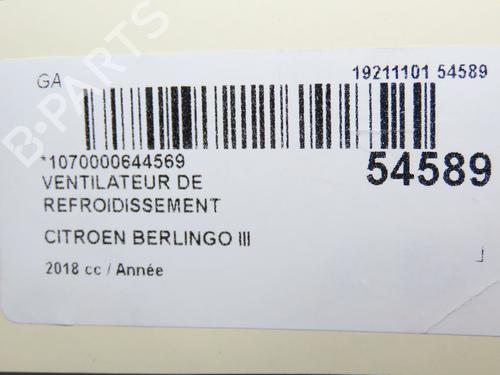 GA
19211101 54589
*1070000644569
54589
VENTILATEUR DE
REFROIDISSEMENT
CITROEN BERLINGO III
2018 cc / Année
B-PARTS